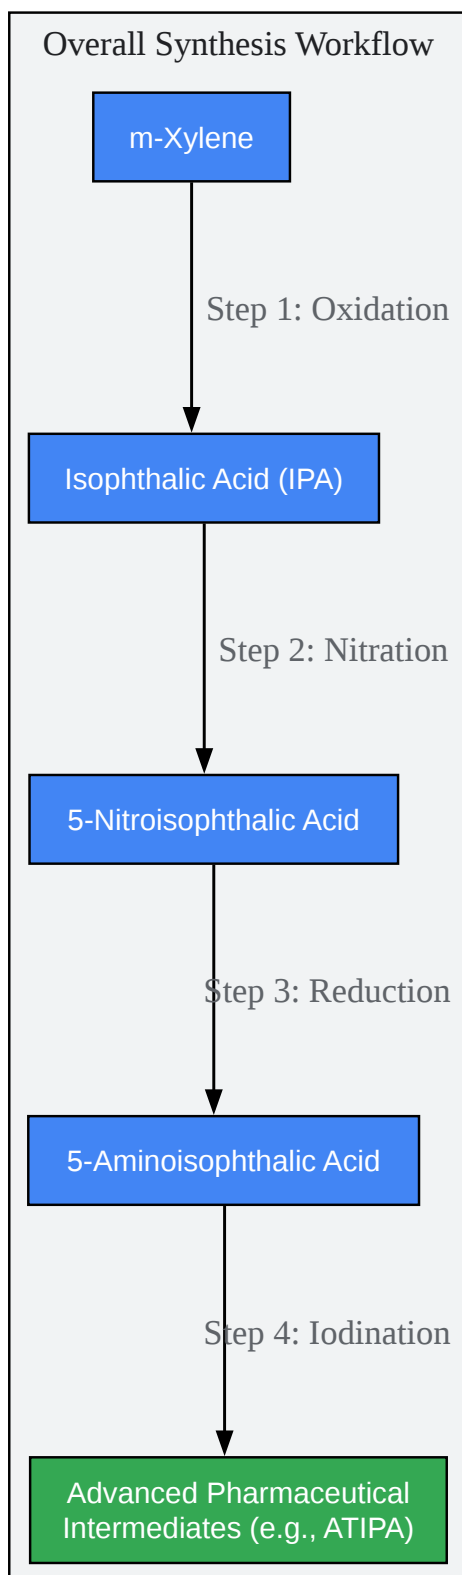 Overall Synthesis Workflow
m-Xylene
Step 1: Oxidation
Isophthalic Acid (IPA)
Step 2: Nitration
5-Nitroisophthalic Acid
Step 3: Reduction
5-Aminoisophthalic Acid
Step 4: Iodination
Advanced Pharmaceutical
Intermediates (e.g., ATIPA)